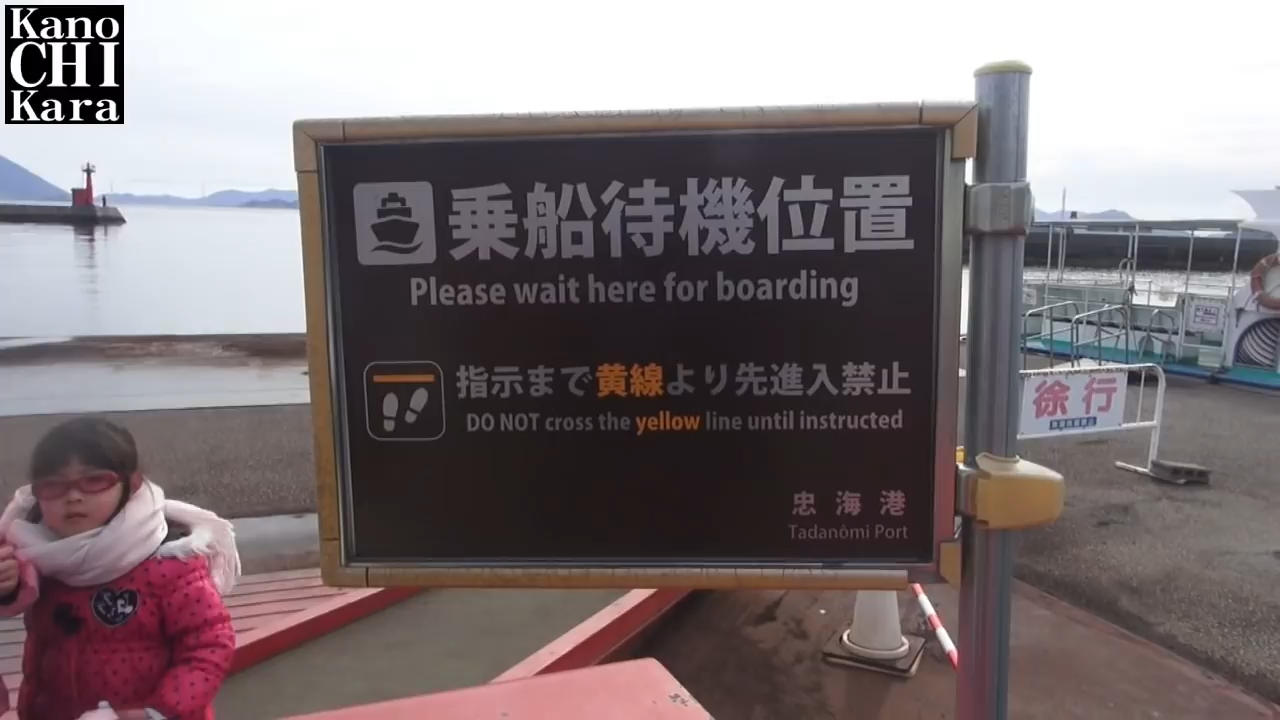 Kano
CHI
Kara
乗船待機位置
Please wait here for boarding
指示まで黄線より先進入禁止
DO NOT cross the yellow line until instructed
忠海港
Tadanômi Port
徐行